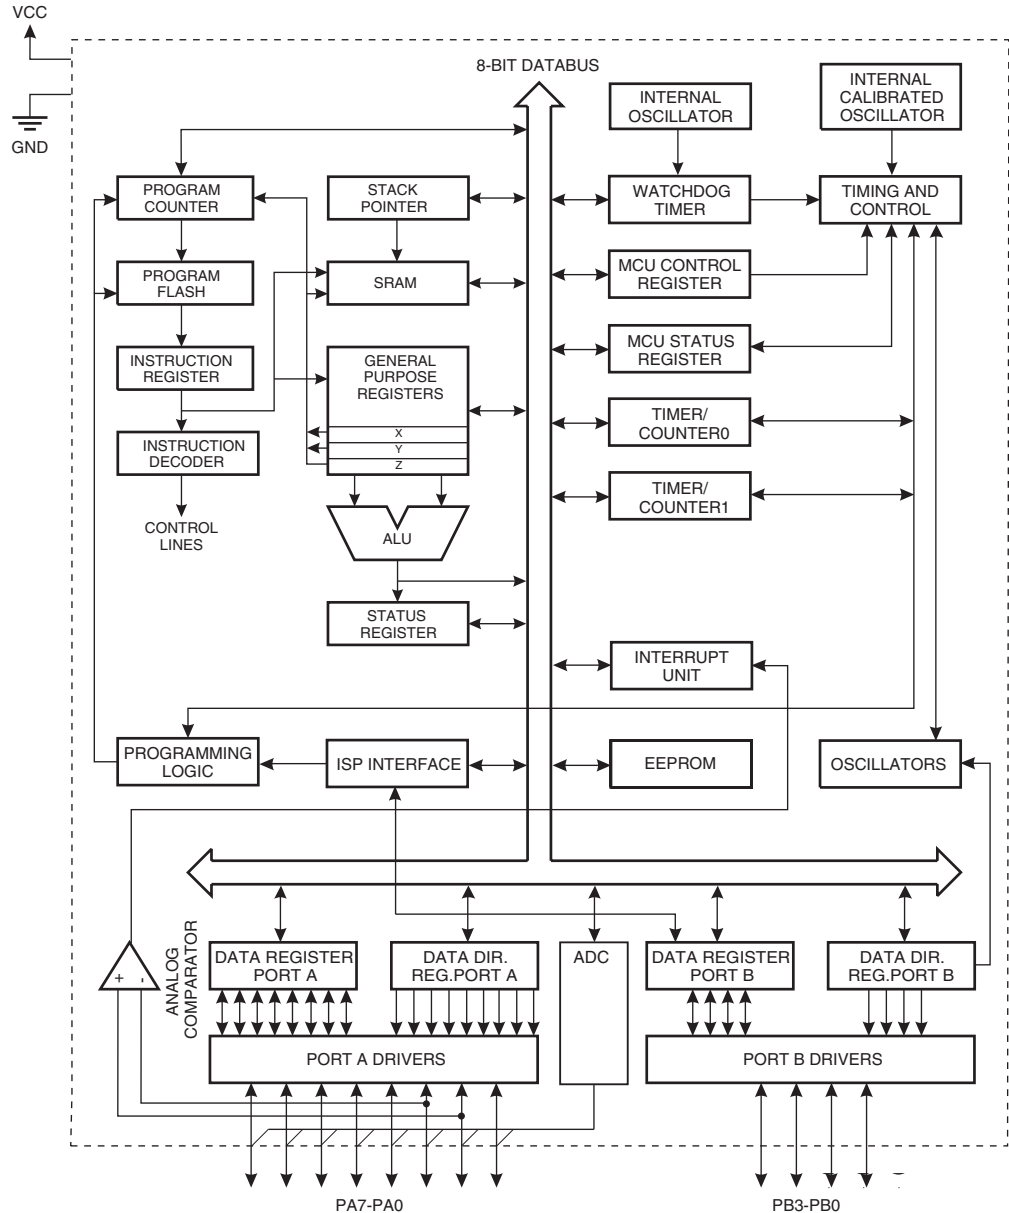 VCC
GND
8-BIT DATABUS
INTERNAL
OSCILLATOR
INTERNAL
CALIBRATED
OSCILLATOR
PROGRAM
COUNTER
STACK
POINTER
WATCHDOG
TIMER
TIMING AND
CONTROL
PROGRAM
FLASH
SRAM
MCU CONTROL
REGISTER
INSTRUCTION
REGISTER
GENERAL
PURPOSE
REGISTERS
X
Y
Z
MCU STATUS
REGISTER
INSTRUCTION
DECODER
TIMER/
COUNTER0
CONTROL
LINES
ALU
TIMER/
COUNTER1
STATUS
REGISTER
INTERRUPT
UNIT
PROGRAMMING
LOGIC
ISP INTERFACE
EEPROM
OSCILLATORS
ANALOG
COMPARATOR
+
-
DATA REGISTER
PORT A
DATA DIR.
REG.PORT A
ADC
DATA REGISTER
PORT B
DATA DIR.
REG.PORT B
PORT A DRIVERS
PORT B DRIVERS
PA7-PA0
PB3-PB0